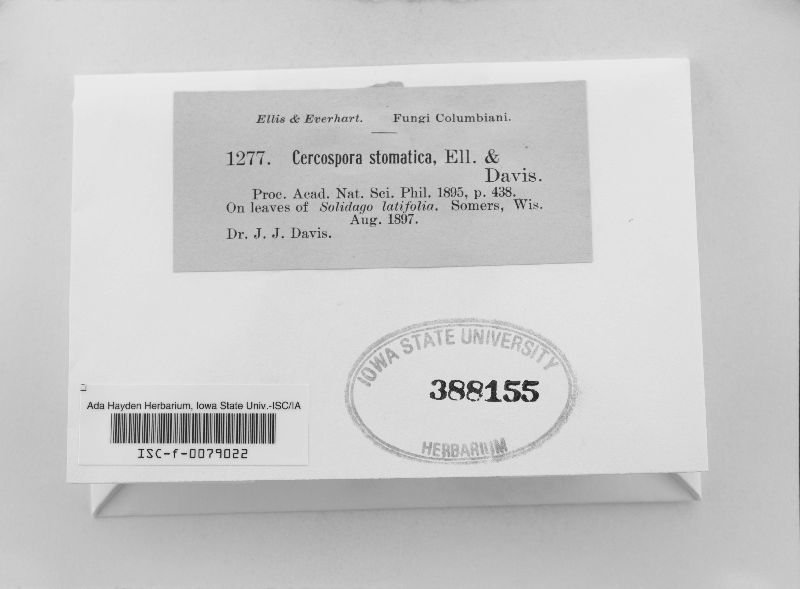 Ellis & Everhart. Fungi Columbiani.
1277. Cercospora stomatica, Ell. &
Davis.
Proc. Acad. Nat. Sci. Phil. 1895, p. 438.
On leaves of Solidago latifolia. Somers, Wis.
Aug. 1897.
Dr. J. J. Davis.
IOWA STATE UNIVERSITY
388155
HERBARIUM
Ada Hayden Herbarium, Iowa State Univ.-ISC/IA
ISC-f-0079022